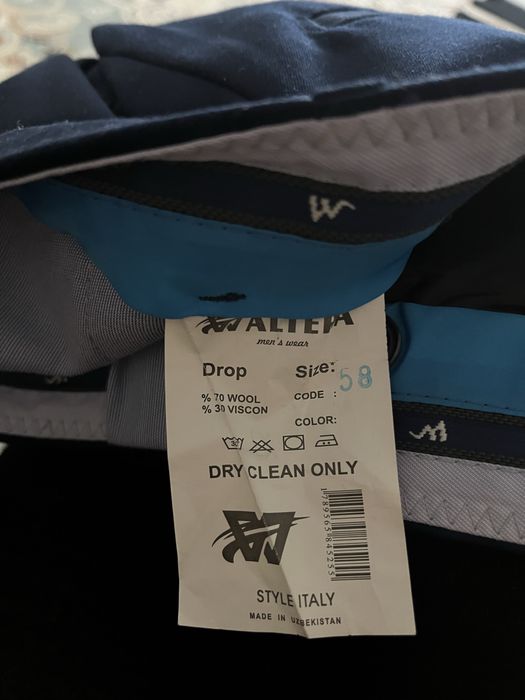 men's wear
Drop Size: 58
% 70 WOOL CODE :
% 30 VISCON
COLOR:
DRY CLEAN ONLY
STYLE ITALY
MADE IN UZBEKISTAN